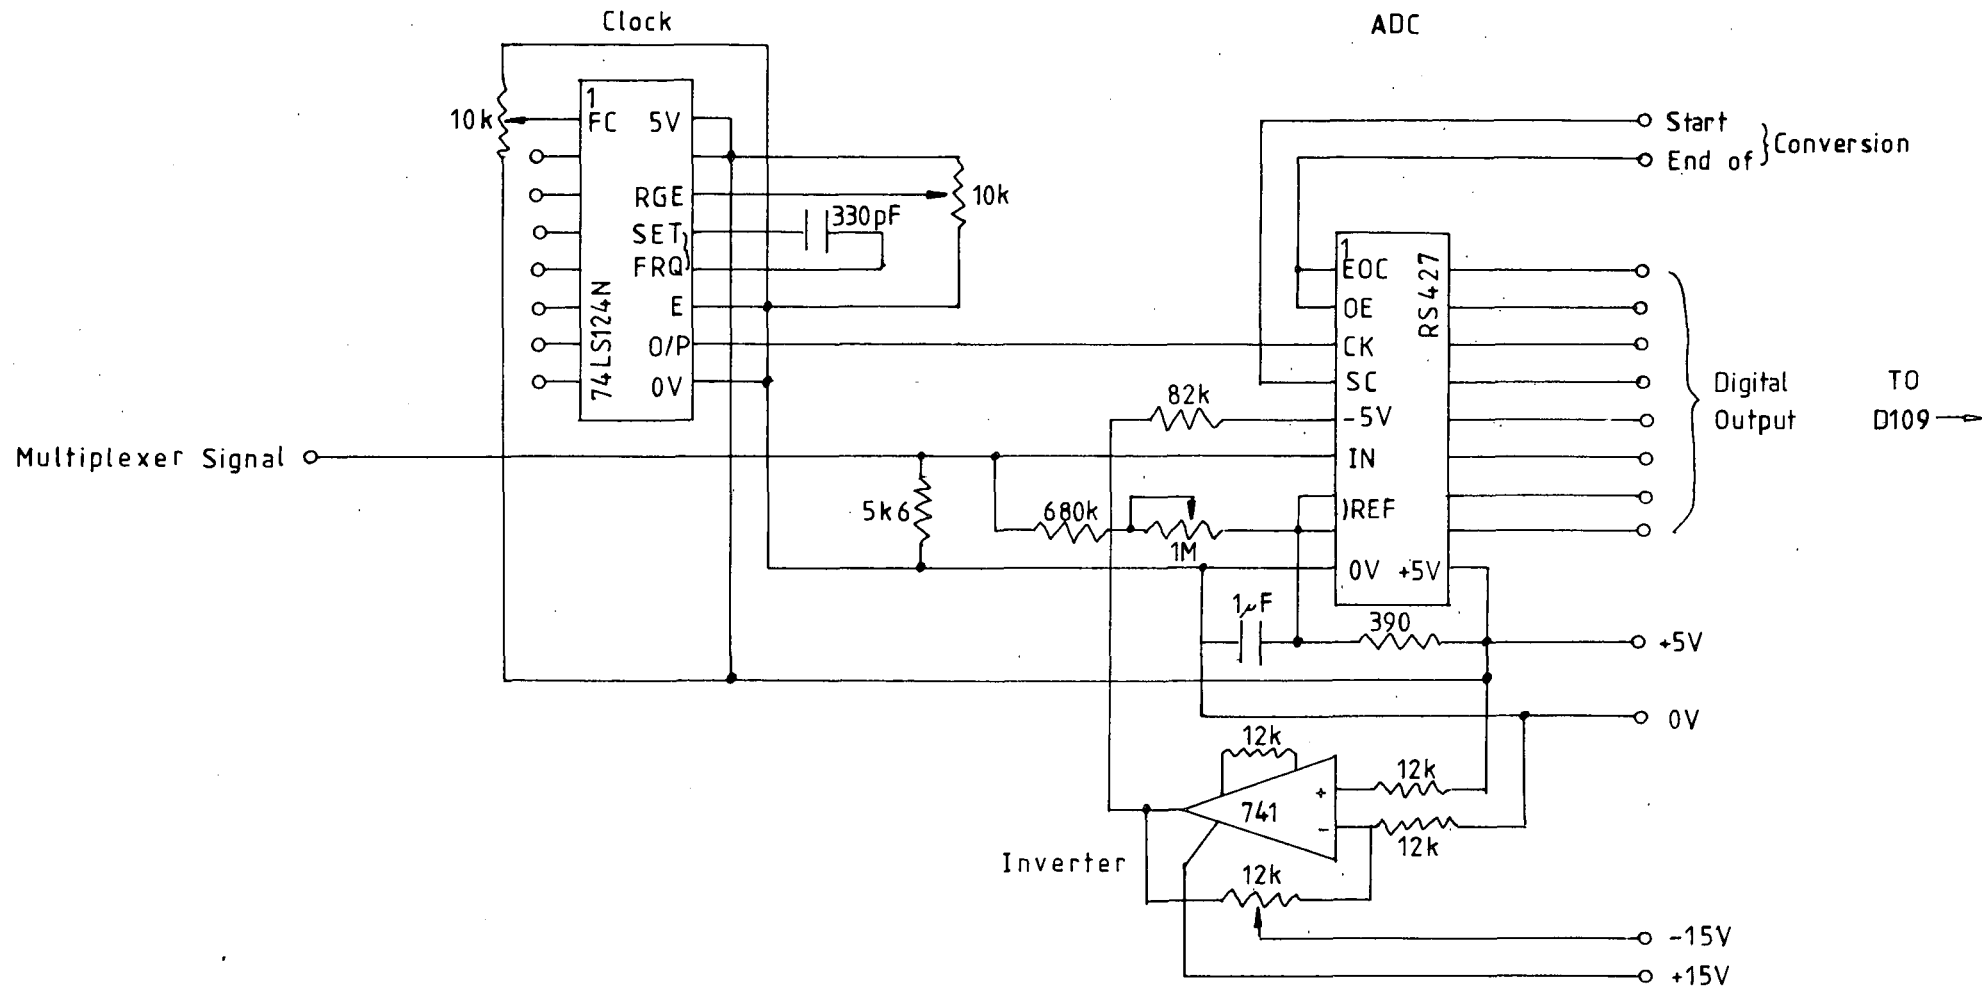 Clock
ADC
1
FC 5V
10k
RGE
10k
SET
330pF
FRQ
E
O/P
0V
74LS124N
Start
End of } Conversion
1
EOC
OE
CK
SC
-5V
IN
)REF
0V +5V
RS427
Digital
Output
TO
D109
82k
Multiplexer Signal
5k6
680k
1M
1µF
390
+5V
0V
12k
12k
+
741
-
12k
Inverter
12k
-15V
+15V